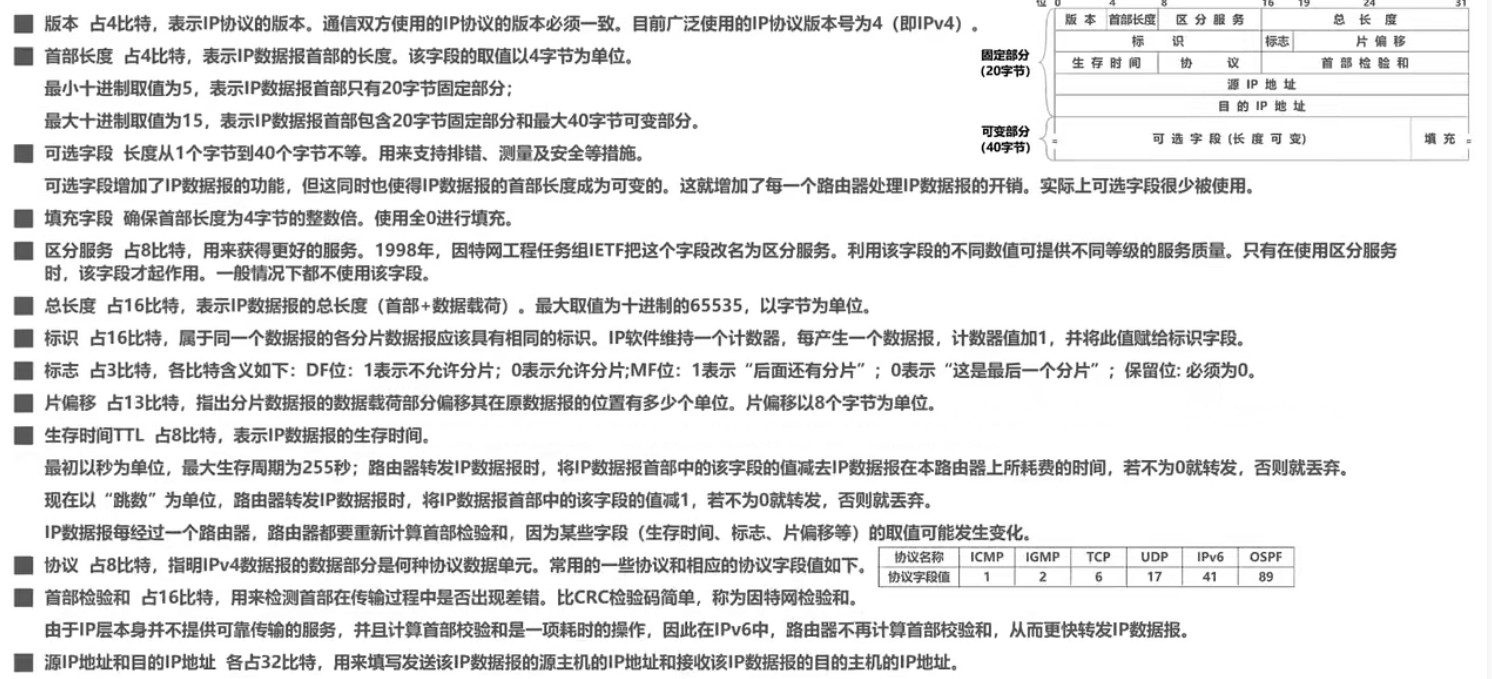 位 0 4 8 16 19 24 31
版本 首部长度 区分服务 总长度
标识 标志 片偏移
生存时间 协议 首部检验和
源IP地址
目的IP地址
可选字段 (长度可变) 填充
固定部分
(20字节)
可变部分
(40字节)
版本 占4比特，表示IP协议的版本。通信双方使用的IP协议的版本必须一致。目前广泛使用的IP协议版本号为4（即IPv4）。
首部长度 占4比特，表示IP数据报首部的长度。该字段的取值以4字节为单位。
最小十进制取值为5，表示IP数据报首部只有20字节固定部分；
最大十进制取值为15，表示IP数据报首部包含20字节固定部分和最大40字节可变部分。
可选字段 长度从1个字节到40个字节不等。用来支持排错、测量及安全等措施。
可选字段增加了IP数据报的功能，但这同时也使得IP数据报的首部长度成为可变的。这就增加了每一个路由器处理IP数据报的开销。实际上可选字段很少被使用。
填充字段 确保首部长度为4字节的整数倍。使用全0进行填充。
区分服务 占8比特，用来获得更好的服务。1998年，因特网工程任务组IETF把这个字段改名为区分服务。利用该字段的不同数值可提供不同等级的服务质量。只有在使用区分服务
时，该字段才起作用。一般情况下都不使用该字段。
总长度 占16比特，表示IP数据报的总长度（首部+数据载荷）。最大取值为十进制的65535，以字节为单位。
标识 占16比特，属于同一个数据报的各分片数据报应该具有相同的标识。IP软件维持一个计数器，每产生一个数据报，计数器值加1，并将此值赋给标识字段。
标志 占3比特，各比特含义如下：DF位：1表示不允许分片；0表示允许分片;MF位：1表示“后面还有分片”；0表示“这是最后一个分片”；保留位: 必须为0。
片偏移 占13比特，指出分片数据报的数据载荷部分偏移其在原数据报的位置有多少个单位。片偏移以8个字节为单位。
生存时间TTL 占8比特，表示IP数据报的生存时间。
最初以秒为单位，最大生存周期为255秒；路由器转发IP数据报时，将IP数据报首部中的该字段的值减去IP数据报在本路由器上所耗费的时间，若不为0就转发，否则就丢弃。
现在以“跳数”为单位，路由器转发IP数据报时，将IP数据报首部中的该字段的值减1，若不为0就转发，否则就丢弃。
IP数据报每经过一个路由器，路由器都要重新计算首部检验和，因为某些字段（生存时间、标志、片偏移等）的取值可能发生变化。
协议 占8比特，指明IPv4数据报的数据部分是何种协议数据单元。常用的一些协议和相应的协议字段值如下。
协议名称 ICMP IGMP TCP UDP IPv6 OSPF
协议字段值 1 2 6 17 41 89
首部检验和 占16比特，用来检测首部在传输过程中是否出现差错。比CRC检验码简单，称为因特网检验和。
由于IP层本身并不提供可靠传输的服务，并且计算首部校验和是一项耗时的操作，因此在IPv6中，路由器不再计算首部校验和，从而更快转发IP数据报。
源IP地址和目的IP地址 各占32比特，用来填写发送该IP数据报的源主机的IP地址和接收该IP数据报的目的主机的IP地址。